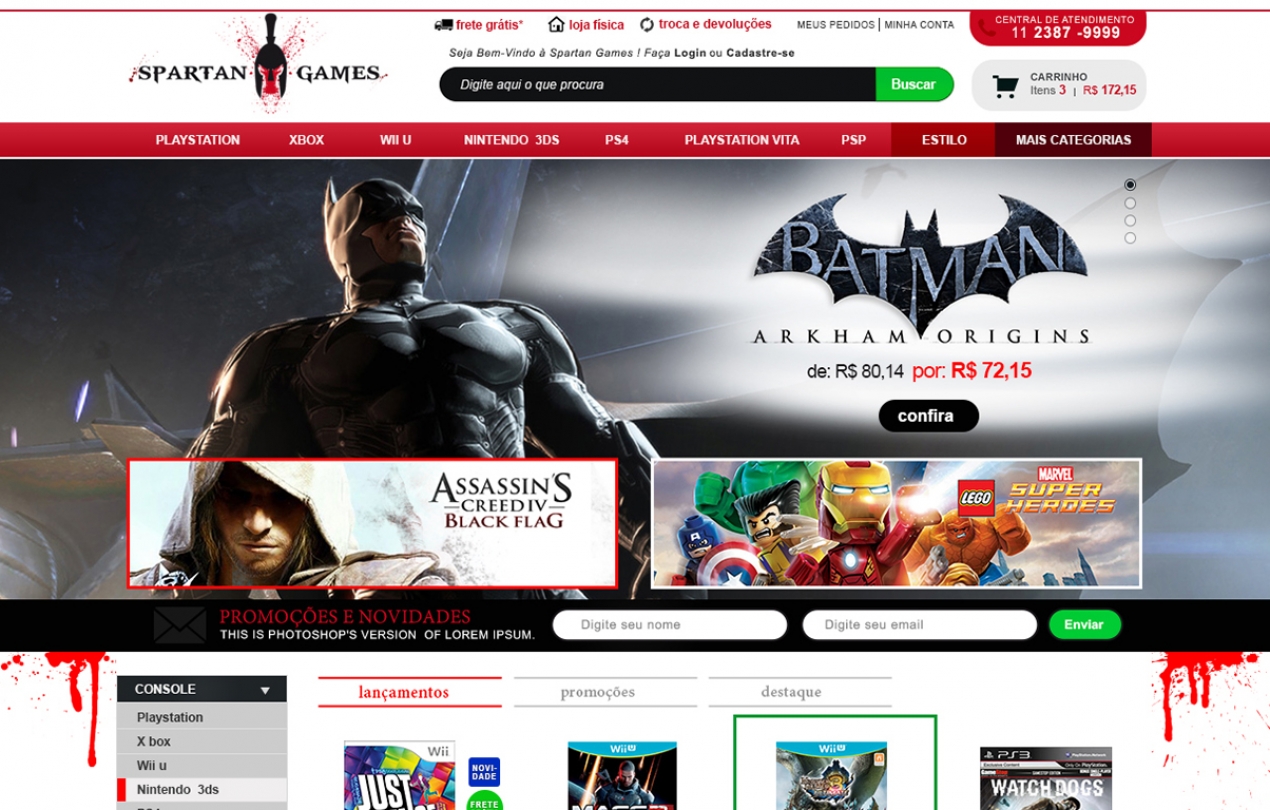 frete grátis*
loja física
troca e devoluções
MEUS PEDIDOS | MINHA CONTA
CENTRAL DE ATENDIMENTO
11 2387 -9999
SPARTAN GAMES
Seja Bem-Vindo à Spartan Games ! Faça Login ou Cadastre-se
Digite aqui o que procura
Buscar
CARRINHO
Itens 3 | R$ 172,15
PLAYSTATION
XBOX
WII U
NINTENDO 3DS
PS4
PLAYSTATION VITA
PSP
ESTILO
MAIS CATEGORIAS
BATMAN
ARKHAM ORIGINS
de: R$ 80,14 por: R$ 72,15
confira
ASSASSIN'S
CREED IV
BLACK FLAG
LEGO
MARVEL
SUPER
HEROES
PROMOÇÕES E NOVIDADES
THIS IS PHOTOSHOP'S VERSION OF LOREM IPSUM.
Digite seu nome
Digite seu email
Enviar
CONSOLE
Playstation
X box
Wii u
Nintendo 3ds
lançamentos
promoções
destaque
Wii
JUST
NOVI-
DADE
FRETE
Wii U
Wii U
PS3
WATCH DOGS